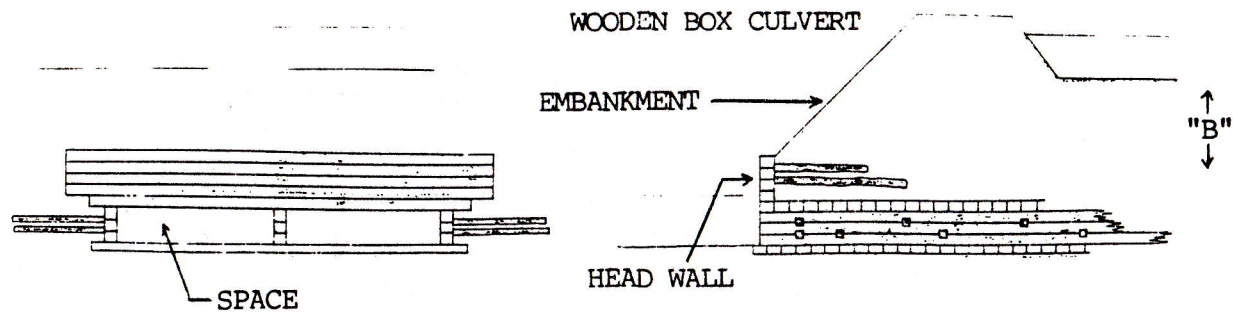 WOODEN BOX CULVERT
EMBANKMENT
"B"
HEAD WALL
SPACE